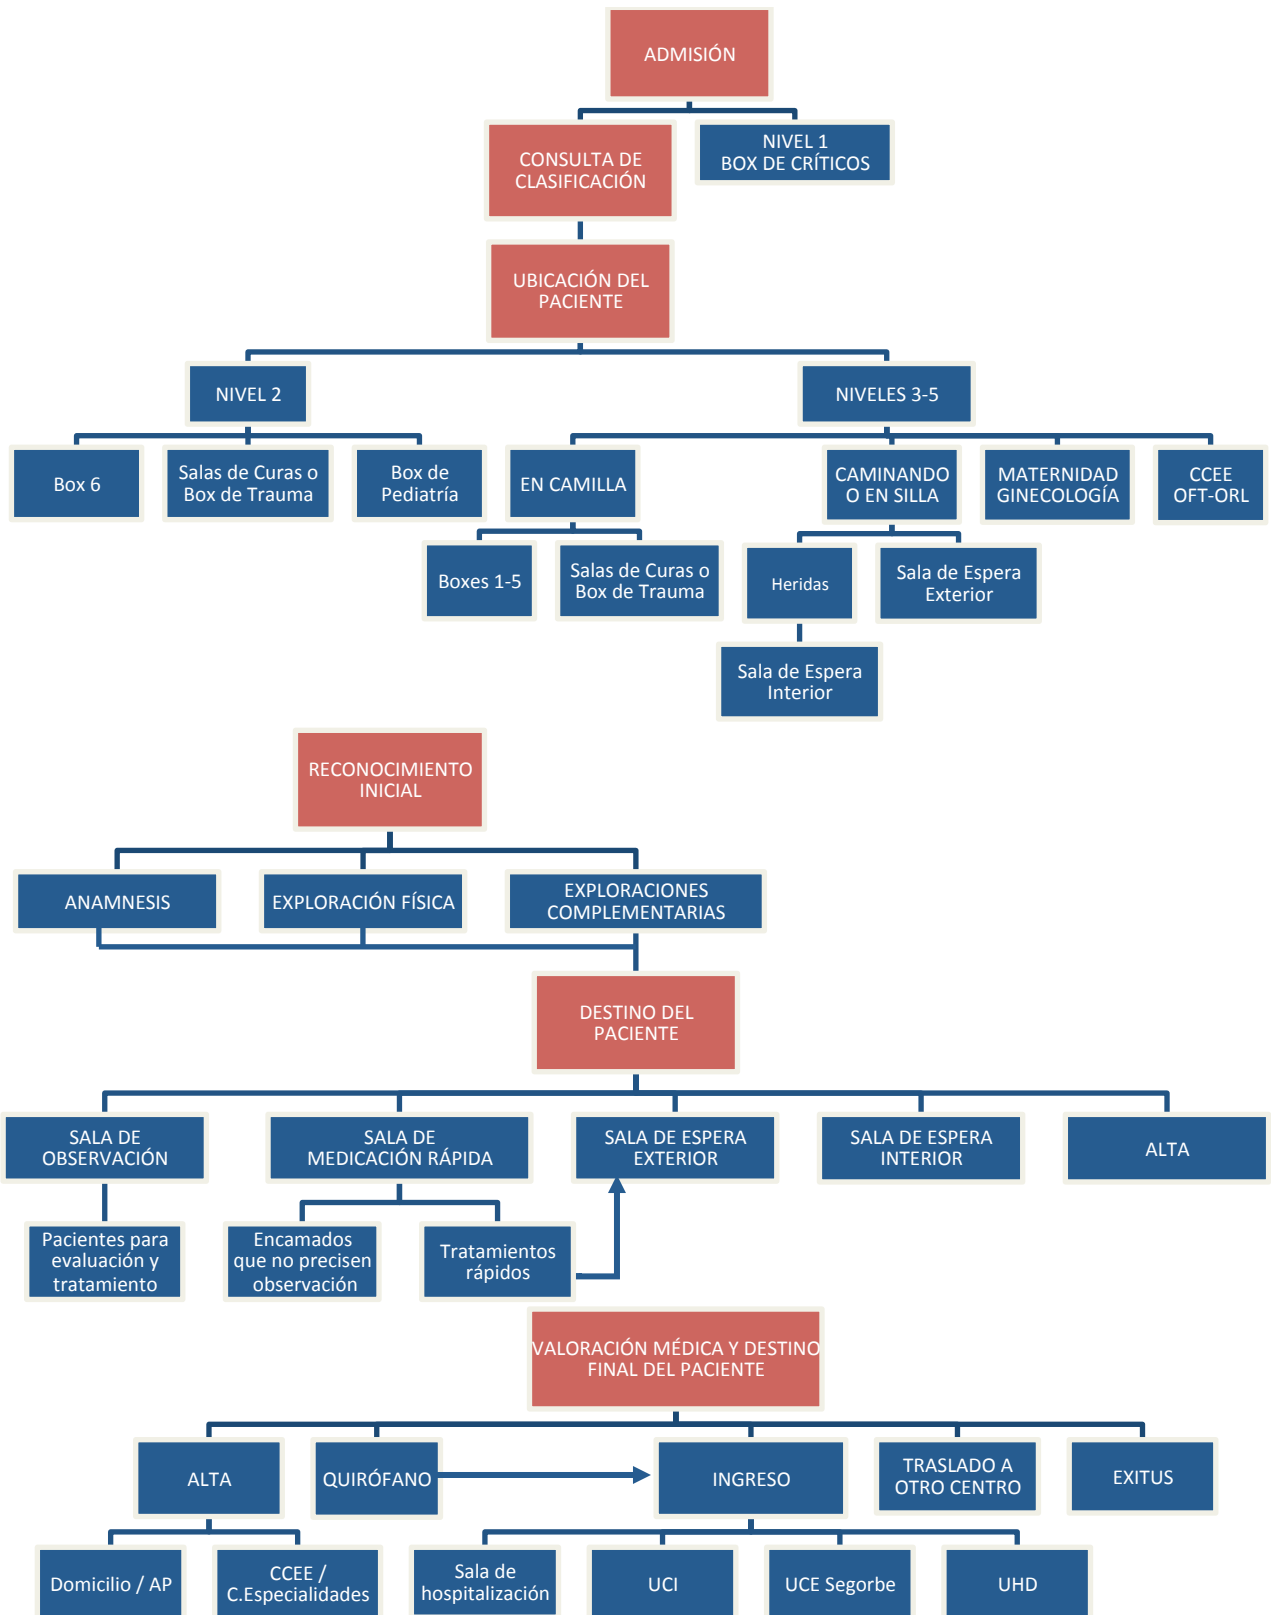 ADMISIÓN
CONSULTA DE
CLASIFICACIÓN
NIVEL 1
BOX DE CRÍTICOS
UBICACIÓN DEL
PACIENTE
NIVEL 2
NIVELES 3-5
Box 6
Salas de Curas o
Box de Trauma
Box de
Pediatría
EN CAMILLA
CAMINANDO
O EN SILLA
MATERNIDAD
GINECOLOGÍA
CCEE
OFT-ORL
Boxes 1-5
Salas de Curas o
Box de Trauma
Heridas
Sala de Espera
Exterior
Sala de Espera
Interior
RECONOCIMIENTO
INICIAL
ANAMNESIS
EXPLORACIÓN FÍSICA
EXPLORACIONES
COMPLEMENTARIAS
DESTINO DEL
PACIENTE
SALA DE
OBSERVACIÓN
SALA DE
MEDICACIÓN RÁPIDA
SALA DE ESPERA
EXTERIOR
SALA DE ESPERA
INTERIOR
ALTA
Pacientes para
evaluación y
tratamiento
Encamados
que no precisen
observación
Tratamientos
rápidos
VALORACIÓN MÉDICA Y DESTINO
FINAL DEL PACIENTE
ALTA
QUIRÓFANO
INGRESO
TRASLADO A
OTRO CENTRO
EXITUS
Domicilio / AP
CCEE /
C.Especialidades
Sala de
hospitalización
UCI
UCE Segorbe
UHD